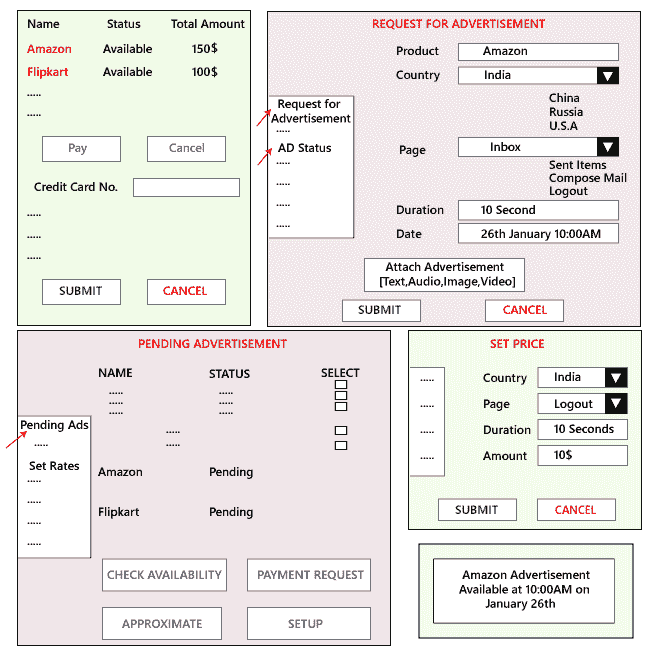 Name Status Total Amount
Amazon Available 150$
Flipkart Available 100$
.....
.....
Pay Cancel
Credit Card No.
.....
.....
.....
SUBMIT CANCEL
REQUEST FOR ADVERTISEMENT
Product Amazon
Country India
China
Russia
U.S.A
Request for
Advertisement
.....
AD Status
.....
.....
.....
.....
Page Inbox
Sent Items
Compose Mail
Logout
Duration 10 Second
Date 26th January 10:00AM
Attach Advertisement
[Text,Audio,Image,Video]
SUBMIT CANCEL
PENDING ADVERTISEMENT
NAME STATUS SELECT
..... .....
..... .....
..... .....
.....
.....
Pending Ads
.....
Set Rates
.....
.....
.....
.....
Amazon Pending
Flipkart Pending
CHECK AVAILABILITY PAYMENT REQUEST
APPROXIMATE SETUP
SET PRICE
..... Country India
..... Page Logout
..... Duration 10 Seconds
..... Amount 10$
SUBMIT CANCEL
Amazon Advertisement
Available at 10:00AM on
January 26th